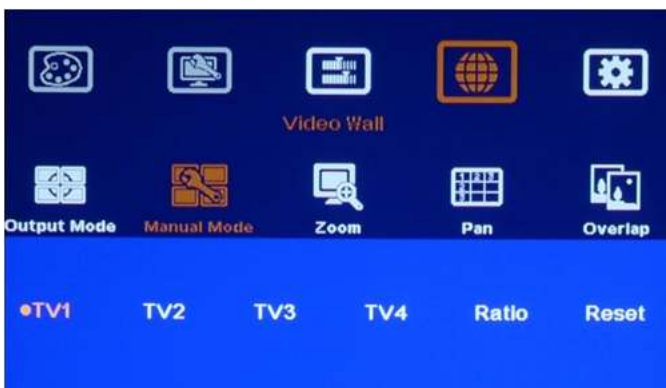 Video Wall
Output Mode Manual Mode Zoom Pan Overlap
TV1 TV2 TV3 TV4 Ratio Reset